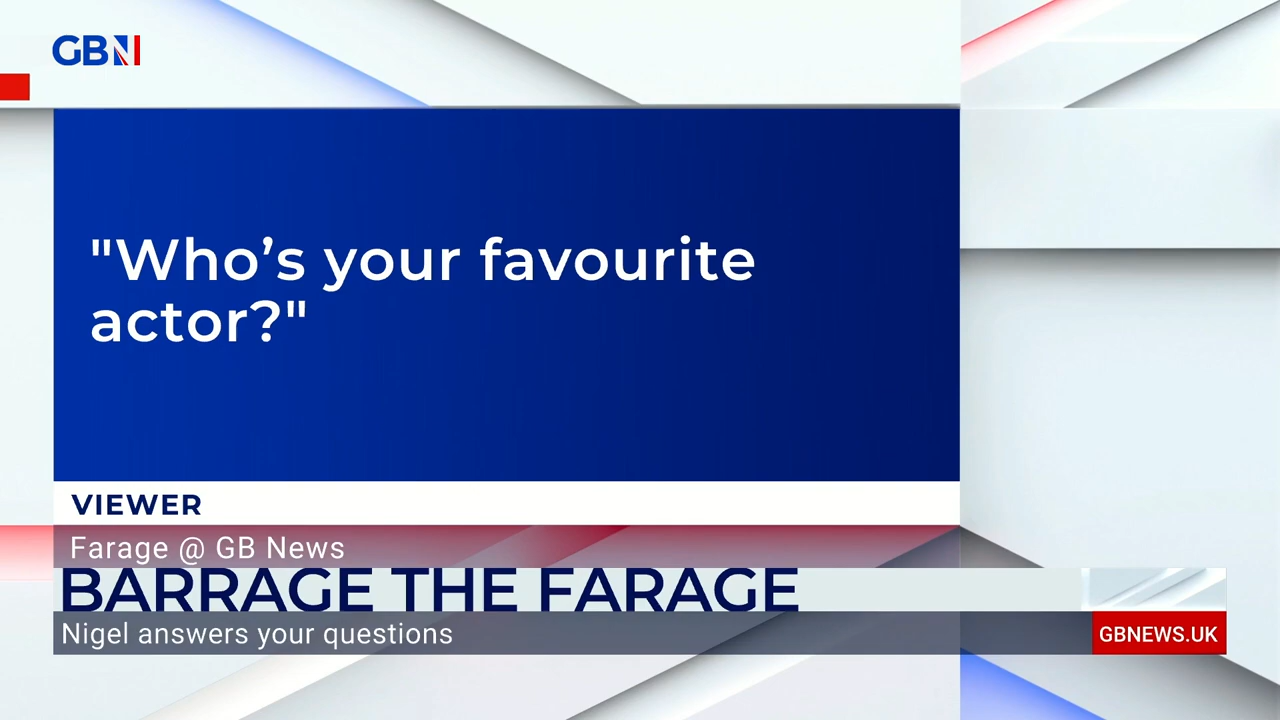 GBN
"Who’s your favourite
actor?"
VIEWER
Farage @ GB News
BARRAGE THE FARAGE
Nigel answers your questions
GBNEWS.UK